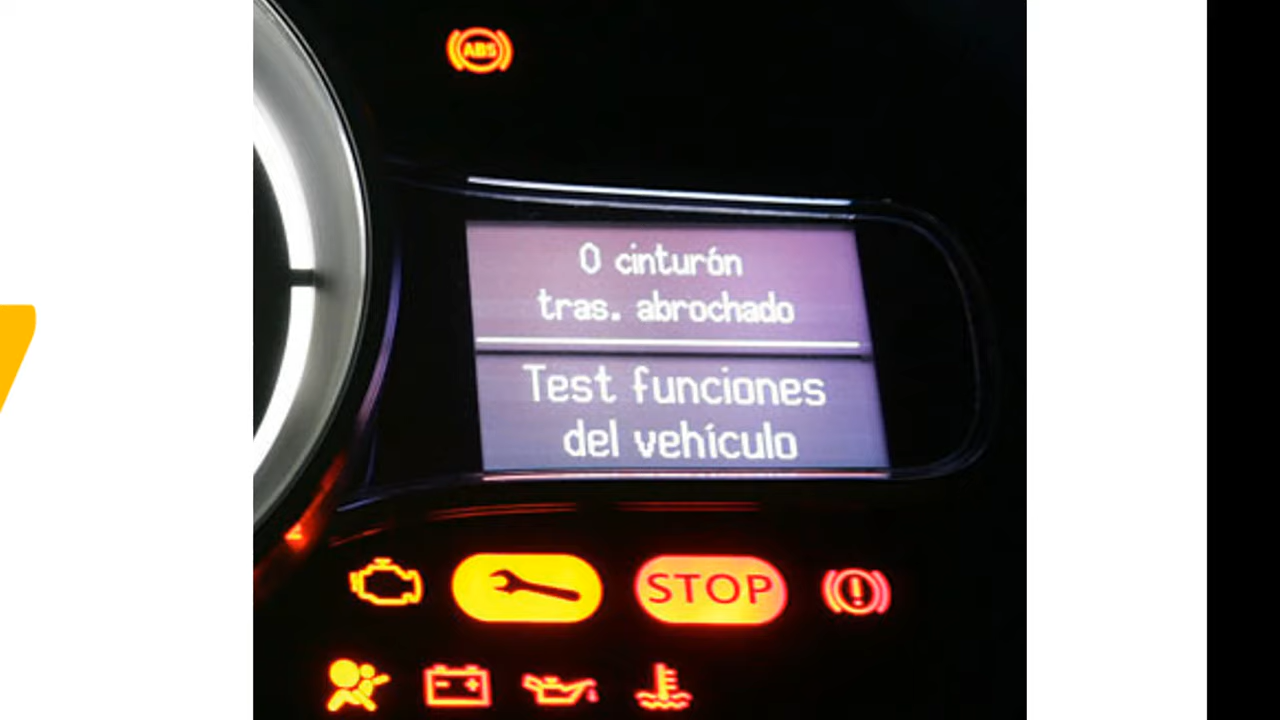 ABS
0 cinturón
tras. abrochado
Test funciones
del vehículo
STOP